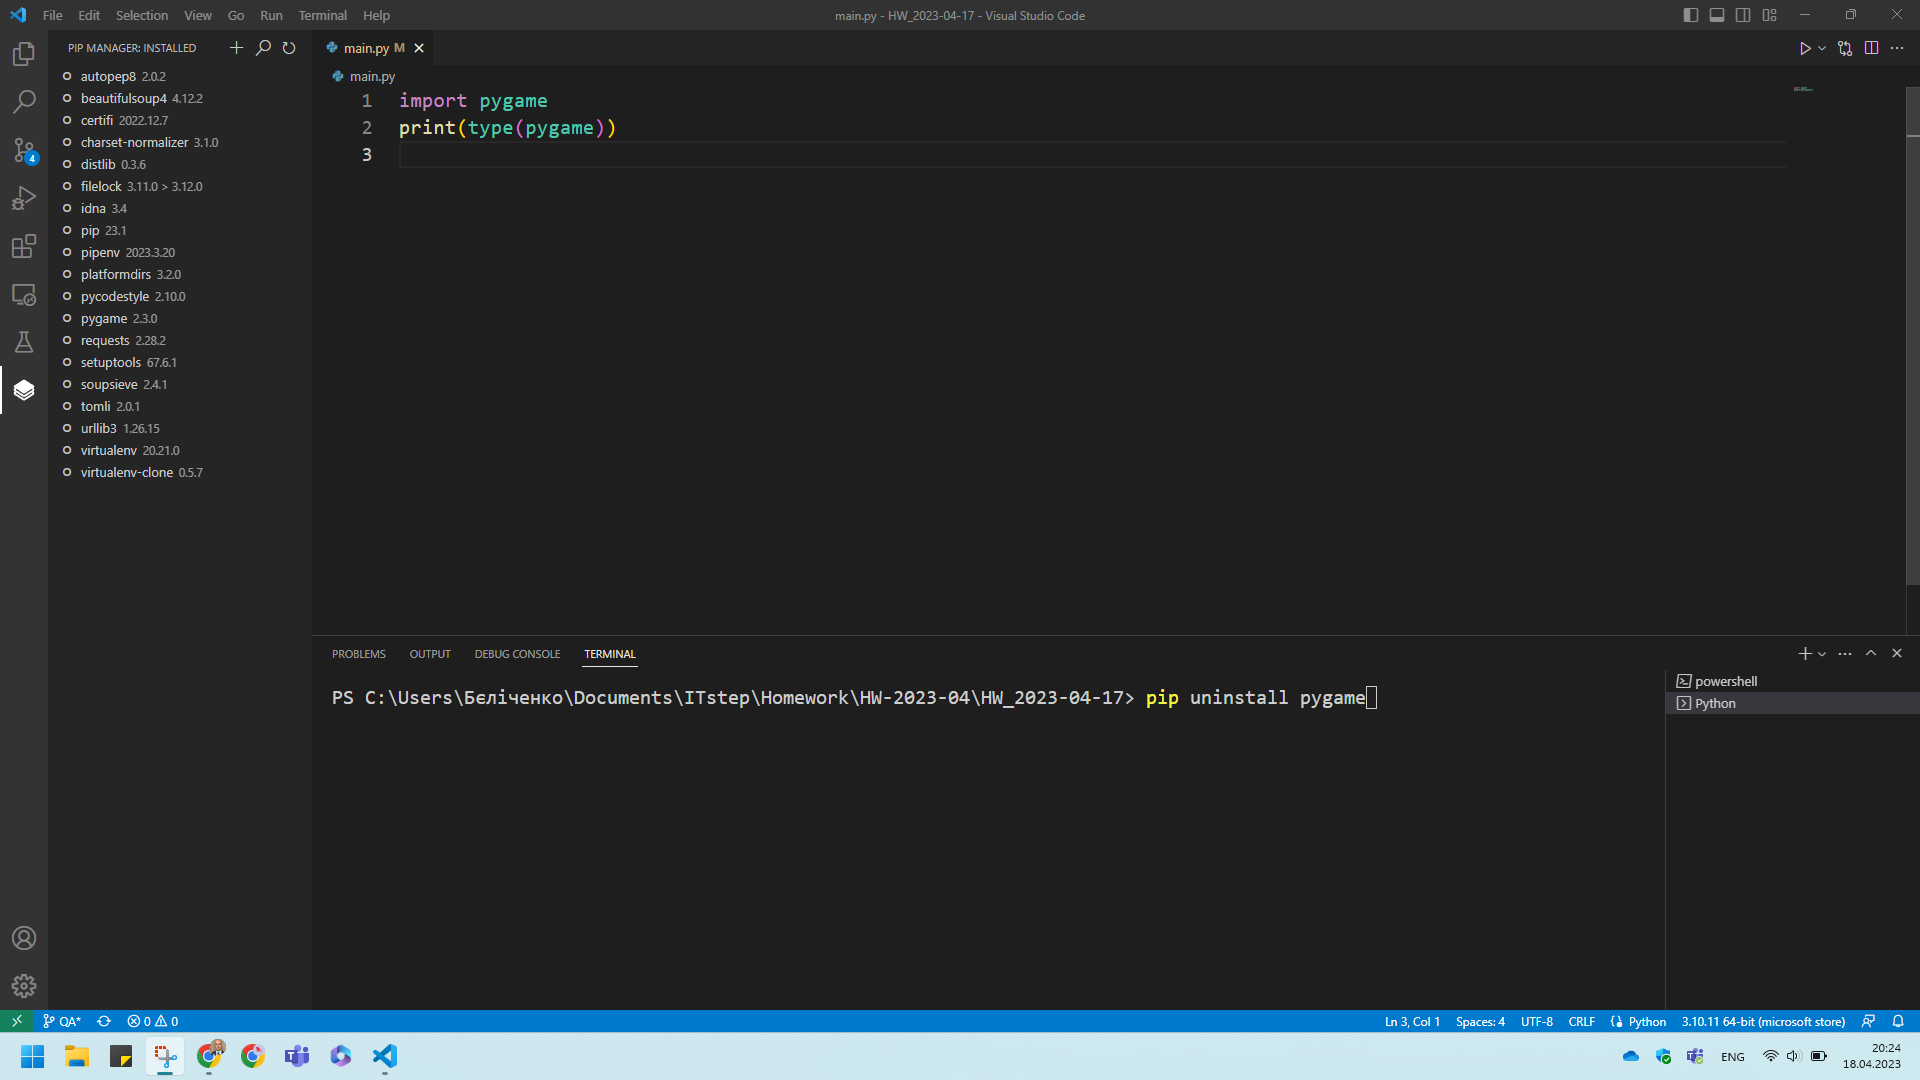 File Edit Selection View Go Run Terminal Help
main.py - HW_2023-04-17 - Visual Studio Code
PIP MANAGER: INSTALLED
autopep8 2.0.2
beautifulsoup4 4.12.2
certifi 2022.12.7
charset-normalizer 3.1.0
distlib 0.3.6
filelock 3.11.0 > 3.12.0
idna 3.4
pip 23.1
pipenv 2023.3.20
platformdirs 3.2.0
pycodestyle 2.10.0
pygame 2.3.0
requests 2.28.2
setuptools 67.6.1
soupsieve 2.4.1
tomli 2.0.1
urllib3 1.26.15
virtualenv 20.21.0
virtualenv-clone 0.5.7
4
main.py M
main.py
1 import pygame
2 print(type(pygame))
3
PROBLEMS OUTPUT DEBUG CONSOLE TERMINAL
PS C:\Users\Бєліченко\Documents\ITstep\Homework\HW-2023-04\HW_2023-04-17> pip uninstall pygame
powershell
Python
QA* 0 0
Ln 3, Col 1 Spaces: 4 UTF-8 CRLF Python 3.10.11 64-bit (microsoft store)
ENG
20:24
18.04.2023